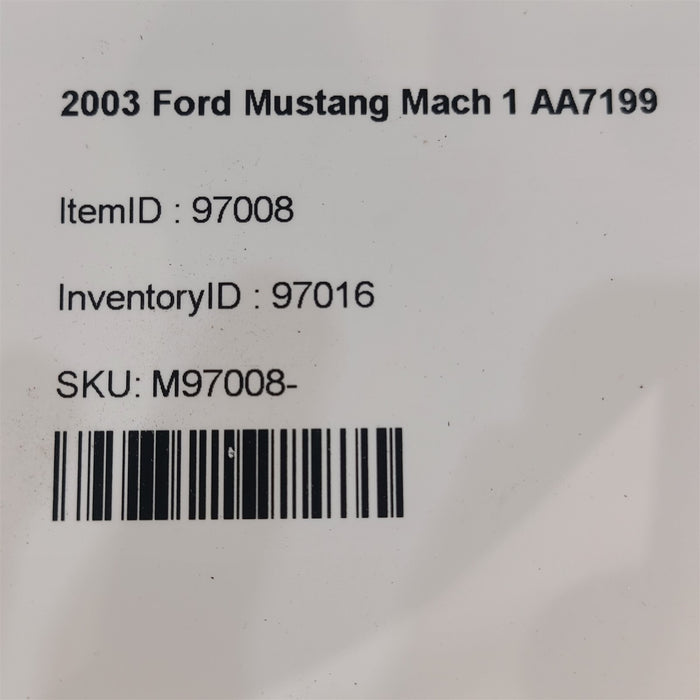 2003 Ford Mustang Mach 1 AA7199
ItemID : 97008
InventoryID : 97016
SKU: M97008-